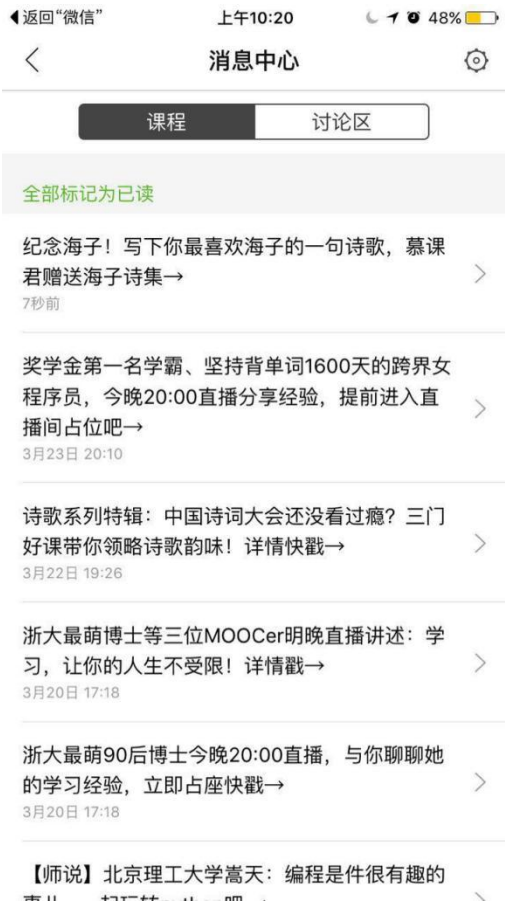 返回“微信”
上午10:20
48%
消息中心
课程
讨论区
全部标记为已读
纪念海子！写下你最喜欢海子的一句诗歌，慕课
君赠送海子诗集→
7秒前
奖学金第一名学霸、坚持背单词1600天的跨界女
程序员，今晚20:00直播分享经验，提前进入直
播间占位吧→
3月23日 20:10
诗歌系列特辑：中国诗词大会还没看过瘾？三门
好课带你领略诗歌韵味！详情快戳→
3月22日 19:26
浙大最萌博士等三位MOOCer明晚直播讲述：学
习，让你的人生不受限！详情戳→
3月20日 17:18
浙大最萌90后博士今晚20:00直播，与你聊聊她
的学习经验，立即占座快戳→
3月20日 17:18
【师说】北京理工大学嵩天：编程是件很有趣的